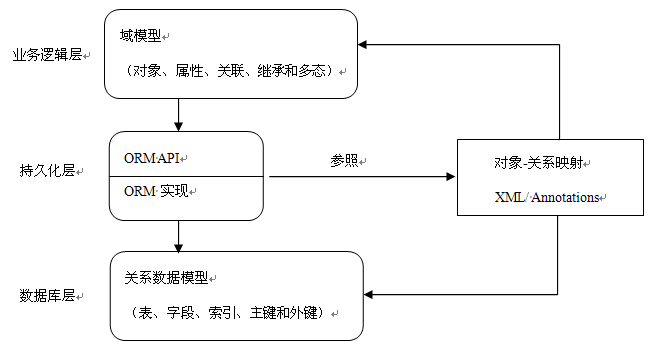 业务逻辑层
域模型
（对象、属性、关联、继承和多态）
持久化层
ORM API
ORM 实现
参照
对象-关系映射
XML/ Annotations
数据库层
关系数据模型
（表、字段、索引、主键和外键）